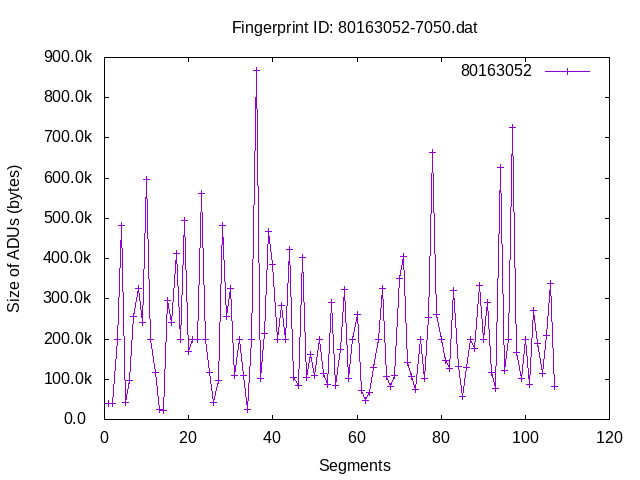 Fingerprint ID: 80163052-7050.dat
900.0k
80163052
800.0k
700.0k
600.0k
500.0k
400.0k
300.0k
200.0k
100.0k
0.0
0 20 40 60 80 100 120
Size of ADUs (bytes)
Segments